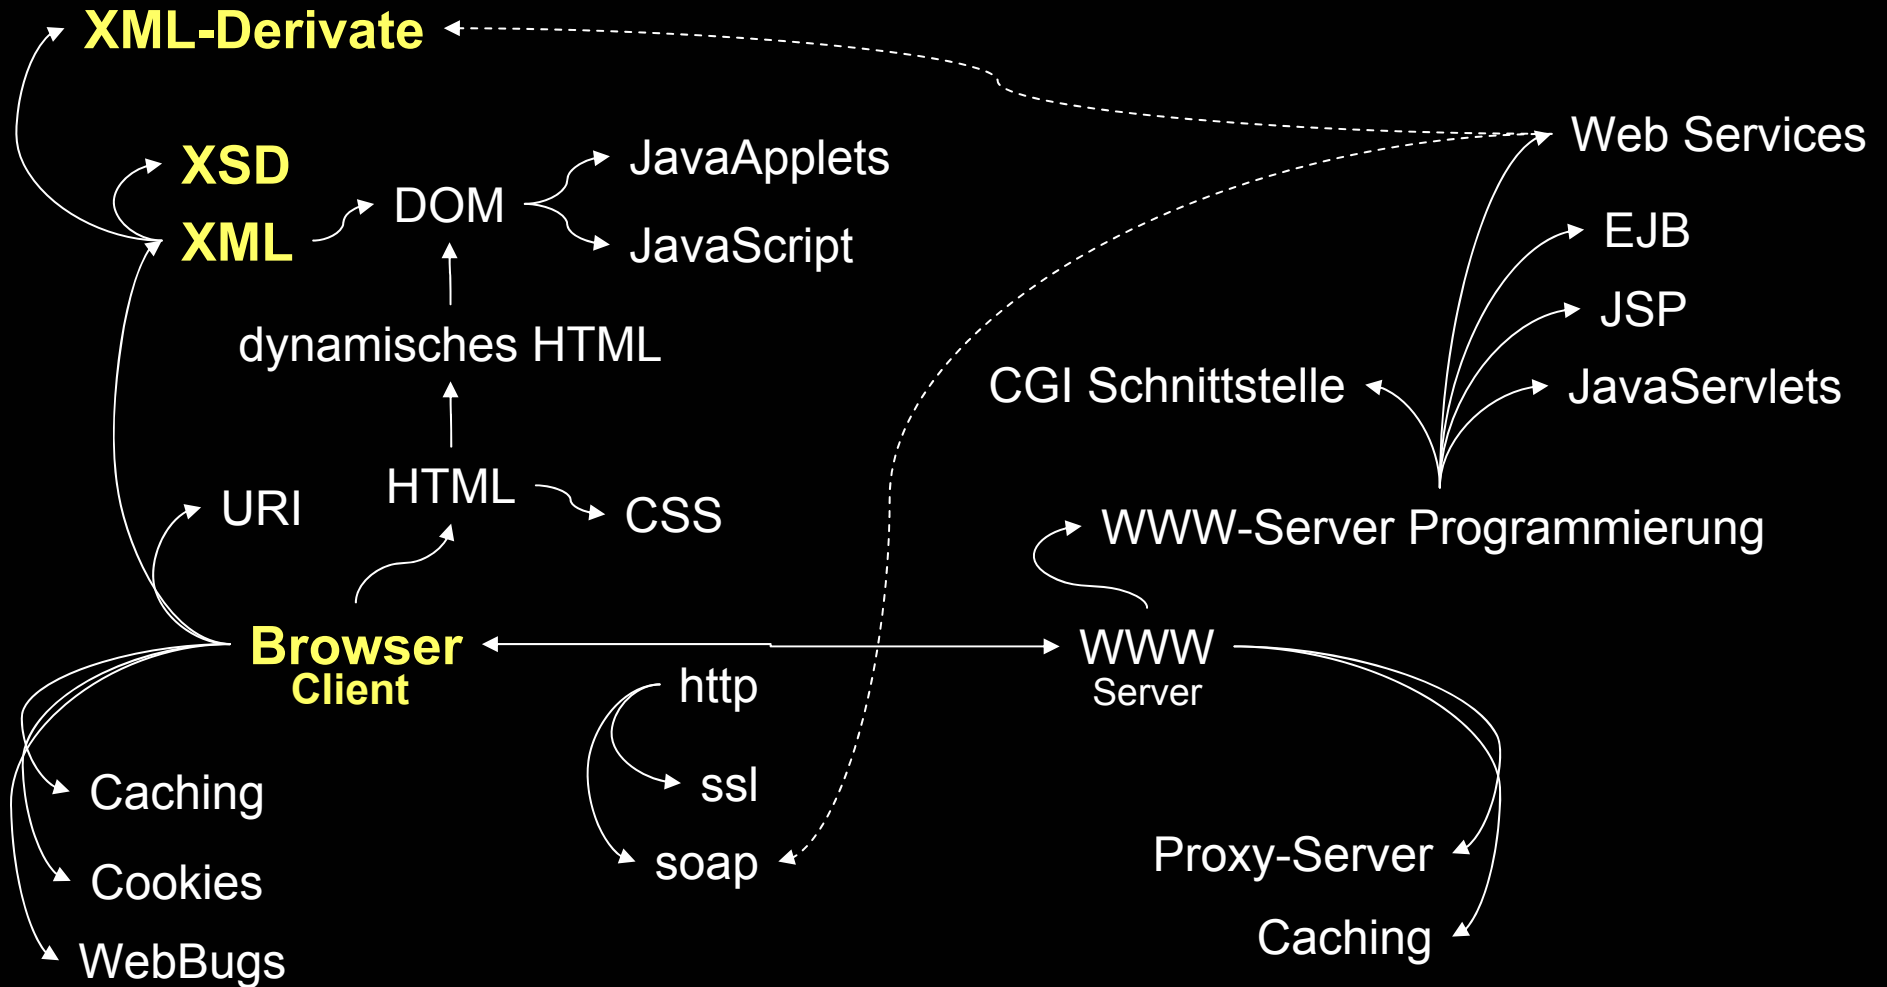 XML-Derivate
Web Services
XSD
JavaApplets
DOM
XML
JavaScript
EJB
JSP
dynamisches HTML
CGI Schnittstelle
JavaServlets
HTML
URI
CSS
WWW-Server Programmierung
Browser
Client
WWW
Server
http
ssl
soap
Caching
Cookies
WebBugs
Proxy-Server
Caching